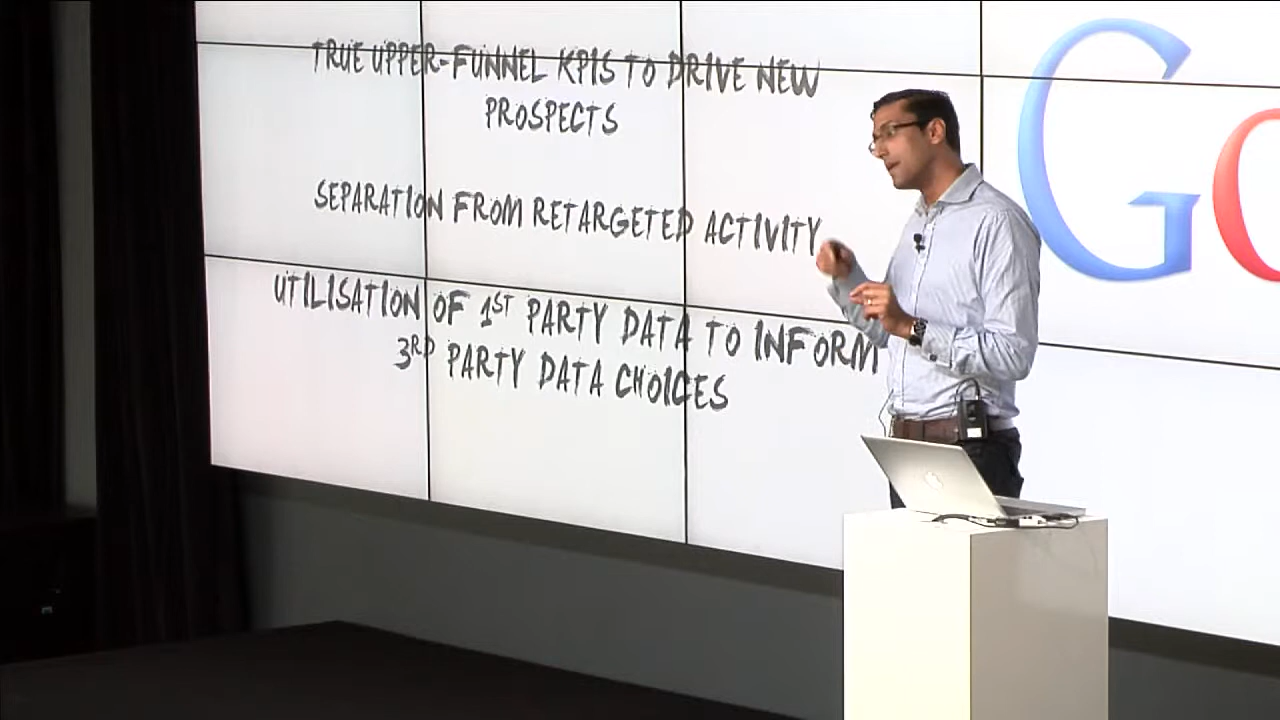 TRUE UPPER-FUNNEL KPIS TO DRIVE NEW
PROSPECTS
SEPARATION FROM RETARGETED ACTIVITY
UTILISATION OF 1ST PARTY DATA TO INFORM
3RD PARTY DATA CHOICES
Go